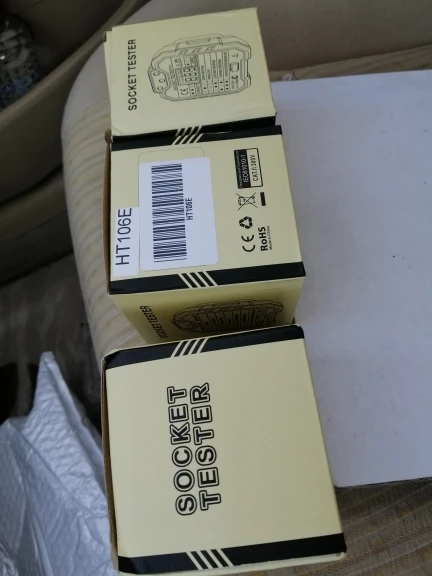 SOCKET TESTER
HT106E
HT106E
IEC61010-1
CAT.II 300V
CE
RoHS
SOCKET TESTER
SOCKET
TESTER